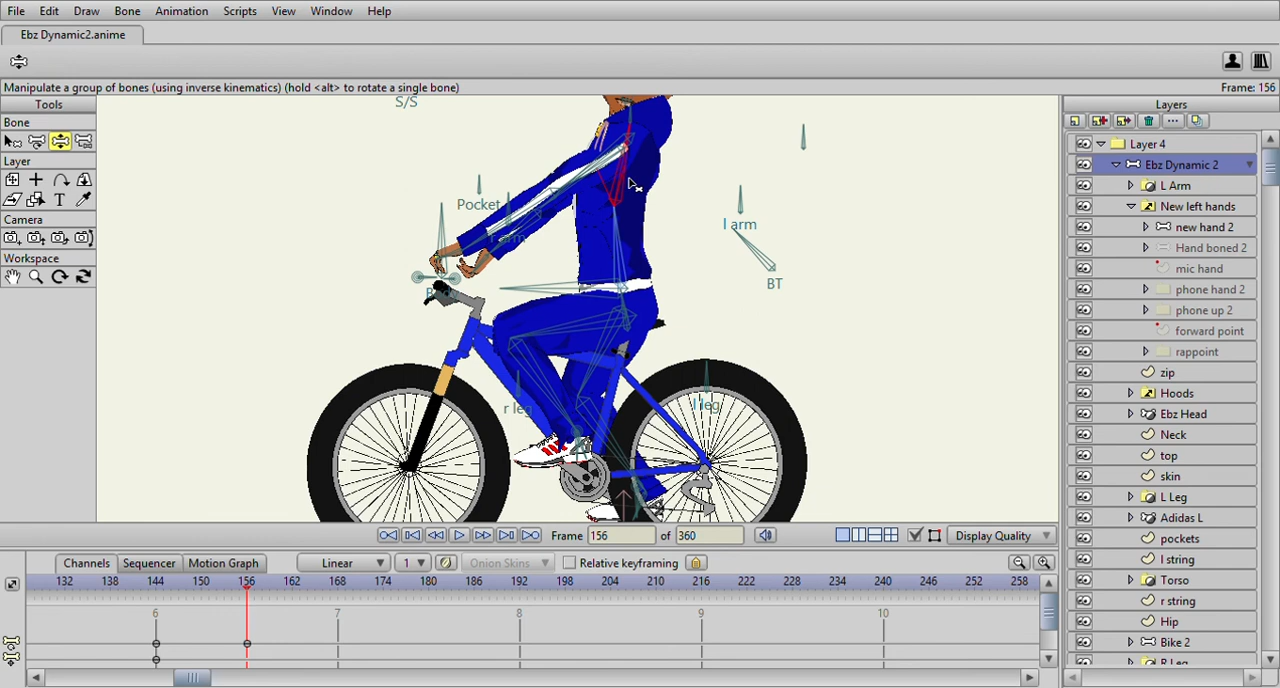 File Edit Draw Bone Animation Scripts View Window Help
Ebz Dynamic2.anime
Manipulate a group of bones (using inverse kinematics) (hold <alt> to rotate a single bone) Frame: 156
Tools
Bone
Layer
T
Camera
Workspace
S/S
Pocket
r arm
l arm
BT
r leg
l leg
Layers
Layer 4
Ebz Dynamic 2
L Arm
New left hands
new hand 2
Hand boned 2
mic hand
phone hand 2
phone up 2
forward point
rappoint
zip
Hoods
Ebz Head
Neck
top
skin
L Leg
Adidas L
pockets
l string
Torso
r string
Hip
Bike 2
R Leg
Frame 156 of 360 Display Quality
Channels Sequencer Motion Graph Linear 1 Onion Skins Relative keyframing
132 138 144 150 156 162 168 174 180 186 192 198 204 210 216 222 228 234 240 246 252 258
6 7 8 9 10